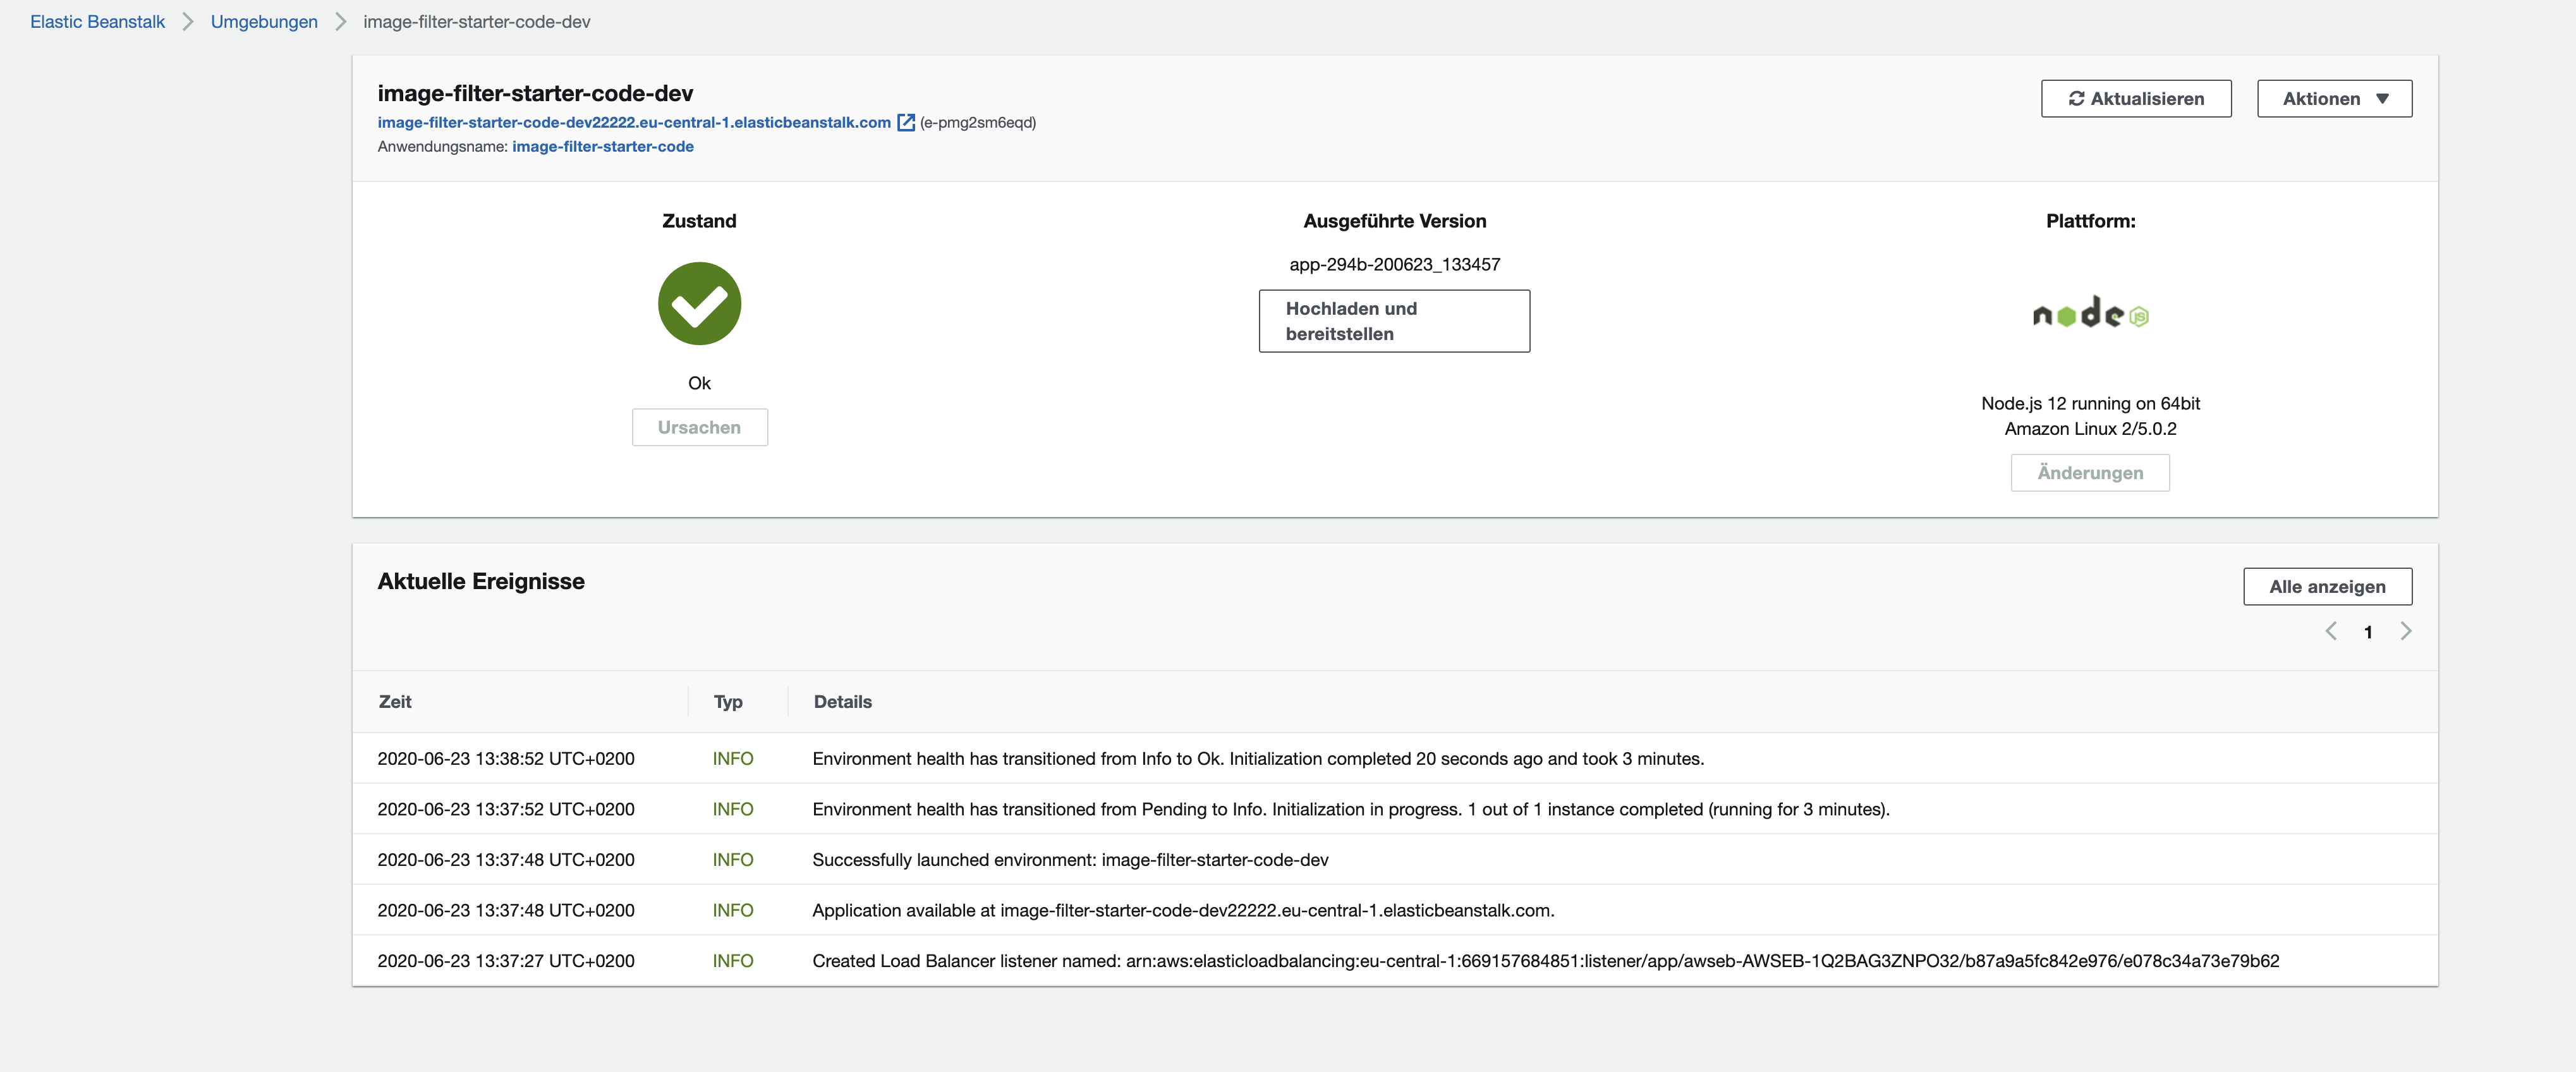 Elastic Beanstalk > Umgebungen > image-filter-starter-code-dev
image-filter-starter-code-dev
Aktualisieren
Aktionen
image-filter-starter-code-dev22222.eu-central-1.elasticbeanstalk.com (e-pmg2sm6eqd)
Anwendungsname: image-filter-starter-code
Zustand
Ok
Ursachen
Ausgeführte Version
app-294b-200623_133457
Hochladen und
bereitstellen
Plattform:
node JS
Node.js 12 running on 64bit
Amazon Linux 2/5.0.2
Änderungen
Aktuelle Ereignisse
Alle anzeigen
1
Zeit Typ Details
2020-06-23 13:38:52 UTC+0200 INFO Environment health has transitioned from Info to Ok. Initialization completed 20 seconds ago and took 3 minutes.
2020-06-23 13:37:52 UTC+0200 INFO Environment health has transitioned from Pending to Info. Initialization in progress. 1 out of 1 instance completed (running for 3 minutes).
2020-06-23 13:37:48 UTC+0200 INFO Successfully launched environment: image-filter-starter-code-dev
2020-06-23 13:37:48 UTC+0200 INFO Application available at image-filter-starter-code-dev22222.eu-central-1.elasticbeanstalk.com.
2020-06-23 13:37:27 UTC+0200 INFO Created Load Balancer listener named: arn:aws:elasticloadbalancing:eu-central-1:669157684851:listener/app/awseb-AWSEB-1Q2BAG3ZNPO32/b87a9a5fc842e976/e078c34a73e79b62